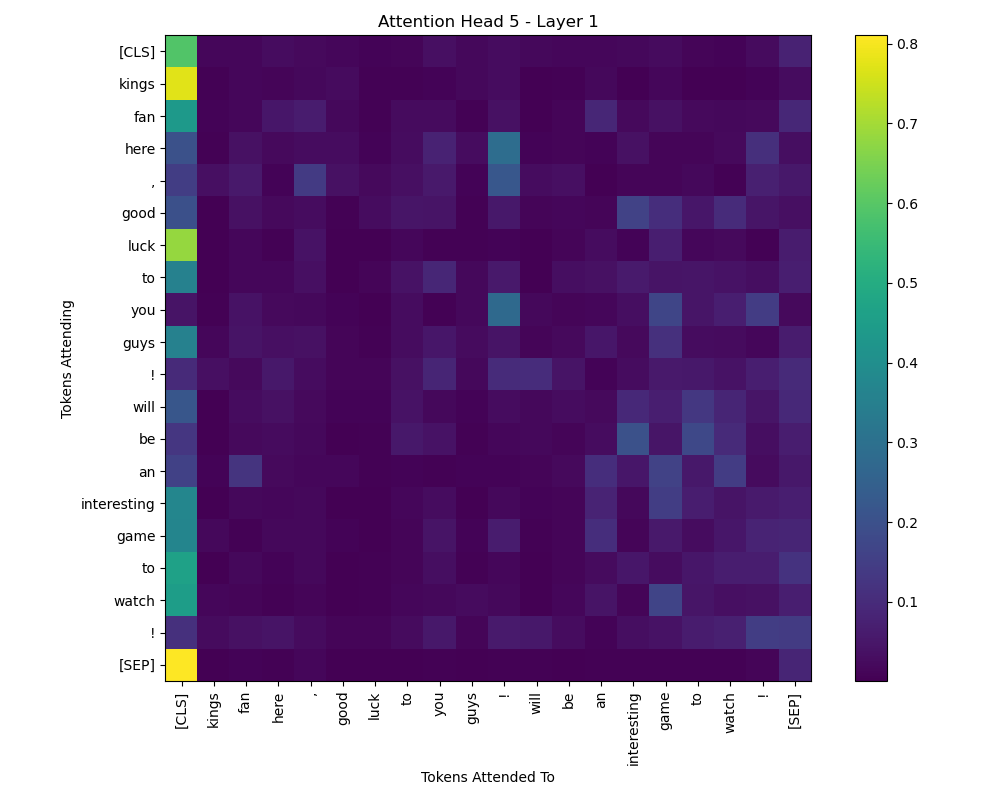 Attention Head 5 - Layer 1
Tokens Attending
[CLS]
kings
fan
here
,
good
luck
to
you
guys
!
will
be
an
interesting
game
to
watch
!
[SEP]
[CLS]
kings
fan
here
,
good
luck
to
you
guys
!
will
be
an
interesting
game
to
watch
!
[SEP]
Tokens Attended To
0.8
0.7
0.6
0.5
0.4
0.3
0.2
0.1